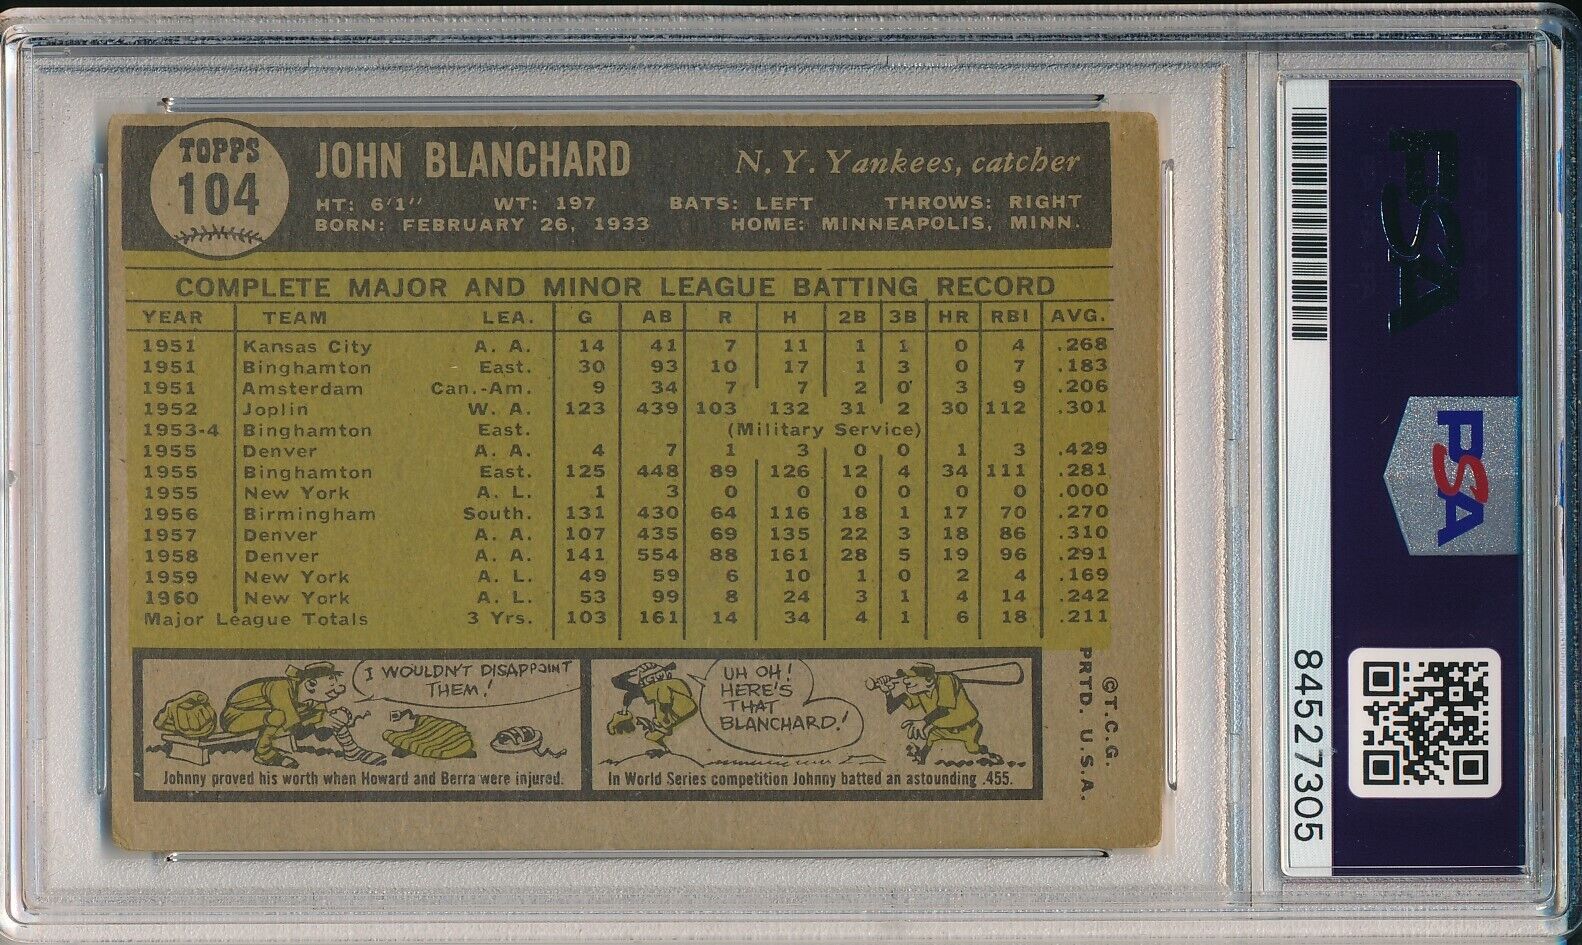 TOPPS
104
JOHN BLANCHARD
N. Y. Yankees, catcher
HT: 6'1" WT: 197 BATS: LEFT THROWS: RIGHT
BORN: FEBRUARY 26, 1933 HOME: MINNEAPOLIS, MINN.
COMPLETE MAJOR AND MINOR LEAGUE BATTING RECORD
YEAR TEAM LEA. G AB R H 2B 3B HR RBI AVG.
1951 Kansas City A. A. 14 41 7 11 1 1 0 4 .268
1951 Binghamton East. 30 93 10 17 1 3 0 7 .183
1951 Amsterdam Can.-Am. 9 34 7 7 2 0 3 9 .206
1952 Joplin W. A. 123 439 103 132 31 2 30 112 .301
1953-4 Binghamton East. (Military Service)
1955 Denver A. A. 4 7 1 3 0 0 1 3 .429
1955 Binghamton East. 125 448 89 126 12 4 34 111 .281
1955 New York A. L. 1 3 0 0 0 0 0 0 .000
1956 Birmingham South. 131 430 64 116 18 1 17 70 .270
1957 Denver A. A. 107 435 69 135 22 3 18 86 .310
1958 Denver A. A. 141 554 88 161 28 5 19 96 .291
1959 New York A. L. 49 59 6 10 1 0 2 4 .169
1960 New York A. L. 53 99 8 24 3 1 4 14 .242
Major League Totals 3 Yrs. 103 161 14 34 4 1 6 18 .211
I WOULDN'T DISAPPOINT
THEM!
Johnny proved his worth when Howard and Berra were injured.
UH OH!
HERE'S
THAT
BLANCHARD!
In World Series competition Johnny batted an astounding .455.
©T.C.G.
PRTD. U.S.A.
PSA
PSA
84527305